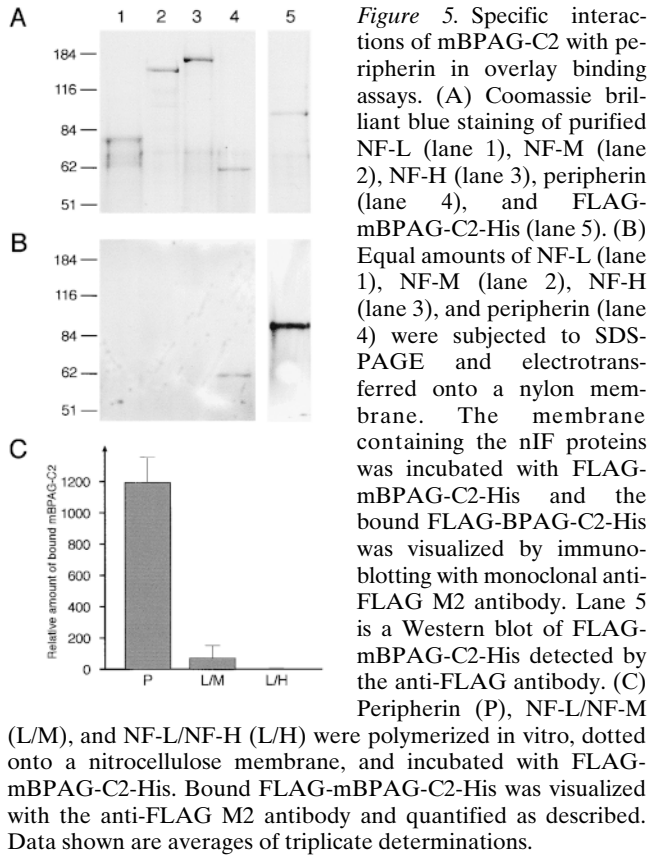 A
1 2 3 4 5
184
116
84
62
51
B
184
116
84
62
51
C
Relative amount of bound mBPAG-C2
1200
1000
800
600
400
200
0
P L/M L/H
Figure 5. Specific interac-
tions of mBPAG-C2 with pe-
ripherin in overlay binding
assays. (A) Coomassie bril-
liant blue staining of purified
NF-L (lane 1), NF-M (lane
2), NF-H (lane 3), peripherin
(lane 4), and FLAG-
mBPAG-C2-His (lane 5). (B)
Equal amounts of NF-L (lane
1), NF-M (lane 2), NF-H
(lane 3), and peripherin (lane
4) were subjected to SDS-
PAGE and electrotrans-
ferred onto a nylon mem-
brane. The membrane
containing the nIF proteins
was incubated with FLAG-
mBPAG-C2-His and the
bound FLAG-BPAG-C2-His
was visualized by immuno-
blotting with monoclonal anti-
FLAG M2 antibody. Lane 5
is a Western blot of FLAG-
mBPAG-C2-His detected by
the anti-FLAG antibody. (C)
Peripherin (P), NF-L/NF-M
(L/M), and NF-L/NF-H (L/H) were polymerized in vitro, dotted
onto a nitrocellulose membrane, and incubated with FLAG-
mBPAG-C2-His. Bound FLAG-mBPAG-C2-His was visualized
with the anti-FLAG M2 antibody and quantified as described.
Data shown are averages of triplicate determinations.